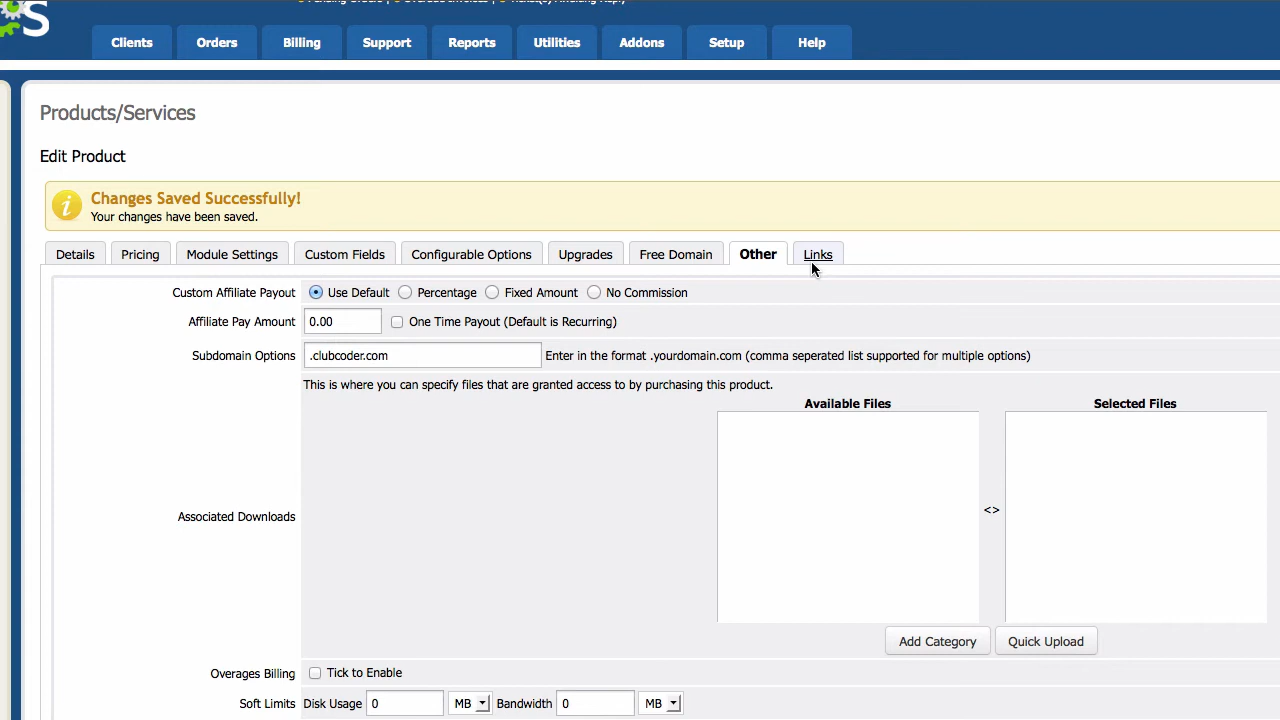 Clients Orders Billing Support Reports Utilities Addons Setup Help
Products/Services
Edit Product
Changes Saved Successfully!
Your changes have been saved.
Details Pricing Module Settings Custom Fields Configurable Options Upgrades Free Domain Other Links
Custom Affiliate Payout Use Default Percentage Fixed Amount No Commission
Affiliate Pay Amount 0.00 One Time Payout (Default is Recurring)
Subdomain Options .clubcoder.com Enter in the format .yourdomain.com (comma seperated list supported for multiple options)
This is where you can specify files that are granted access to by purchasing this product.
Available Files Selected Files
Associated Downloads <>
Add Category Quick Upload
Overages Billing Tick to Enable
Soft Limits Disk Usage 0 MB Bandwidth 0 MB